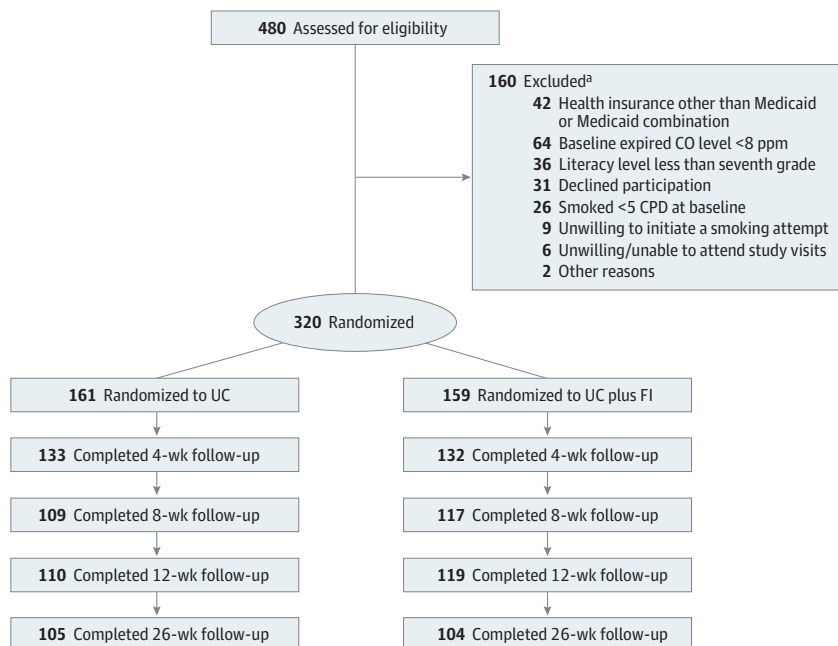 480 Assessed for eligibility
160 Excludedᵃ
42 Health insurance other than Medicaid
or Medicaid combination
64 Baseline expired CO level <8 ppm
36 Literacy level less than seventh grade
31 Declined participation
26 Smoked <5 CPD at baseline
9 Unwilling to initiate a smoking attempt
6 Unwilling/unable to attend study visits
2 Other reasons
320 Randomized
161 Randomized to UC
159 Randomized to UC plus FI
133 Completed 4-wk follow-up
132 Completed 4-wk follow-up
109 Completed 8-wk follow-up
117 Completed 8-wk follow-up
110 Completed 12-wk follow-up
119 Completed 12-wk follow-up
105 Completed 26-wk follow-up
104 Completed 26-wk follow-up